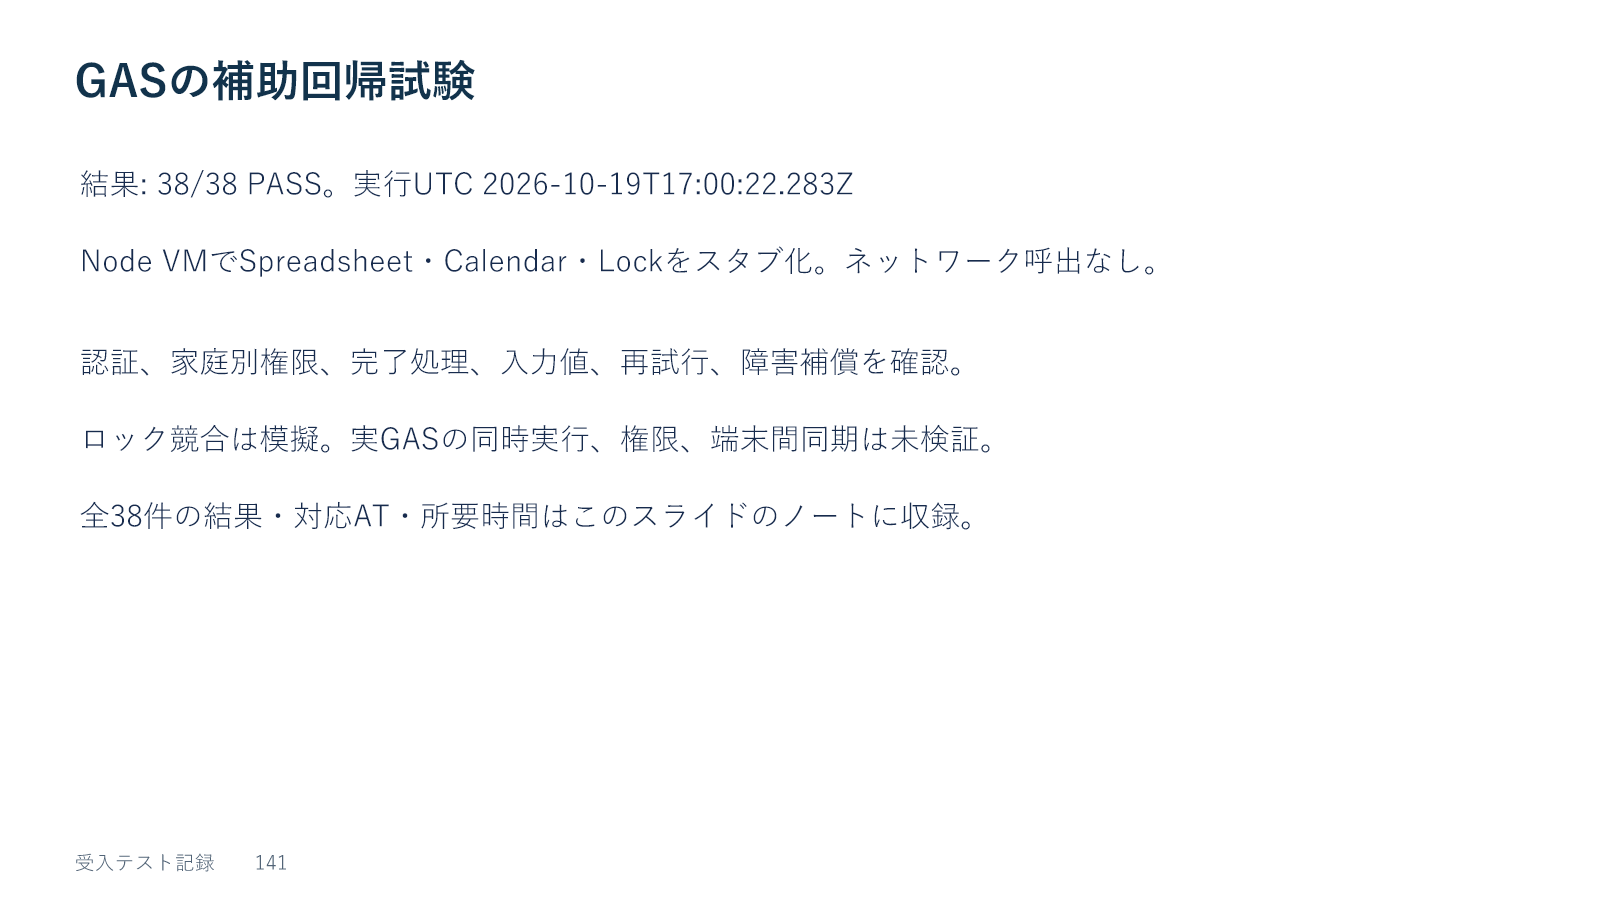 GASの補助回帰試験
結果: 38/38 PASS。実行UTC 2026-10-19T17:00:22.283Z
Node VMでSpreadsheet・Calendar・Lockをスタブ化。ネットワーク呼出なし。
認証、家庭別権限、完了処理、入力値、再試行、障害補償を確認。
ロック競合は模擬。実GASの同時実行、権限、端末間同期は未検証。
全38件の結果・対応AT・所要時間はこのスライドのノートに収録。
受入テスト記録 141